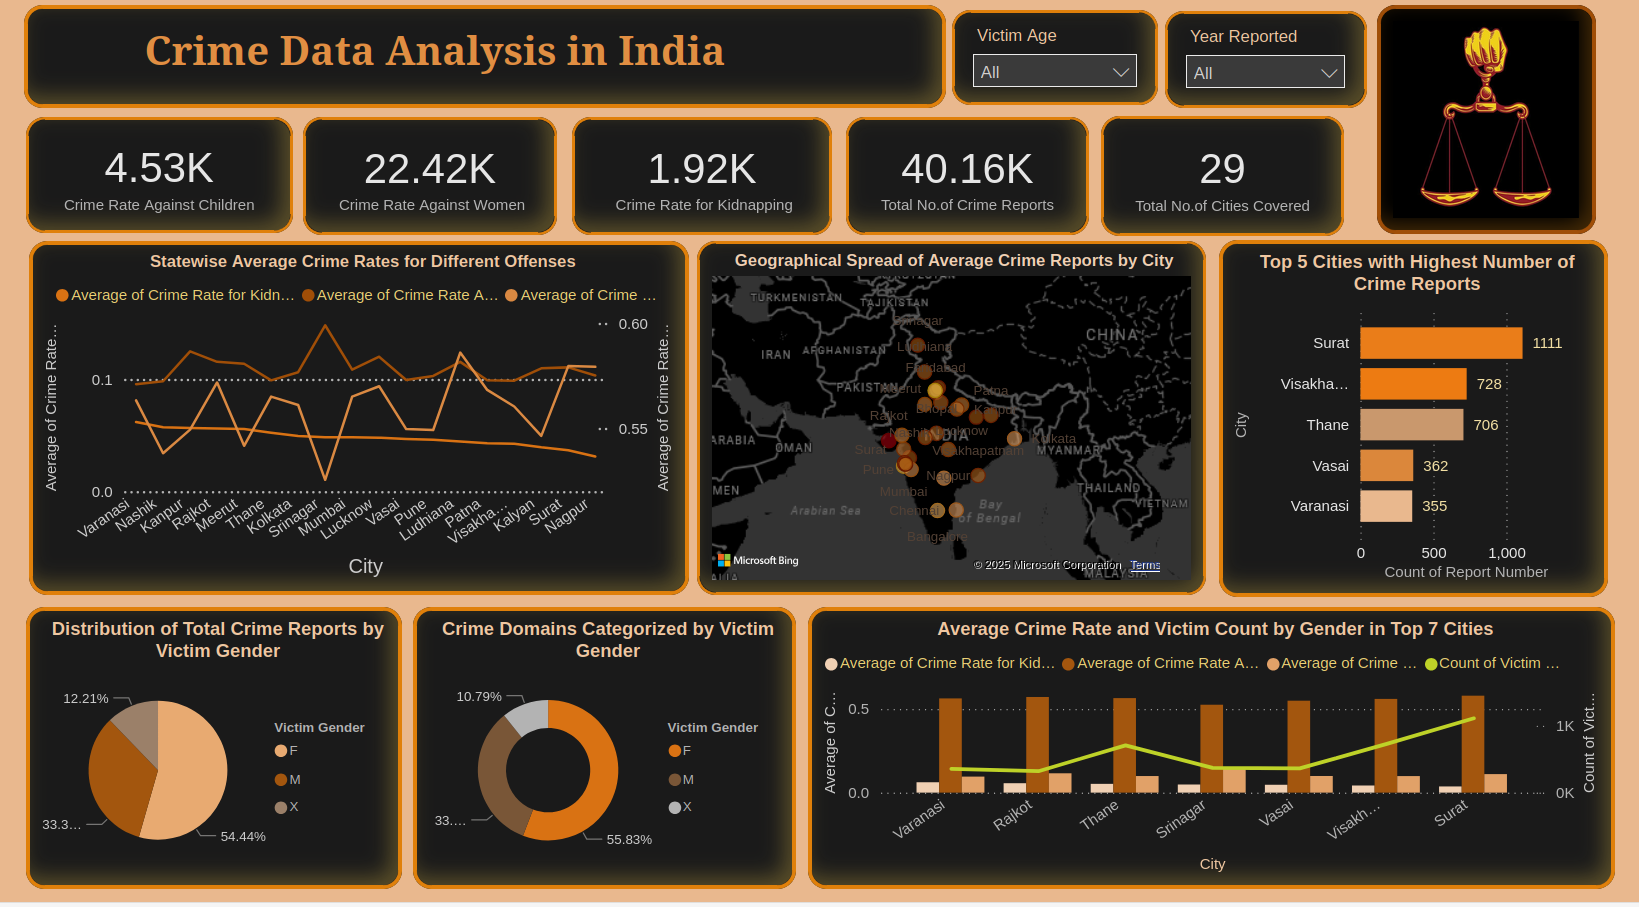 Crime Data Analysis in India
Victim Age
All
Year Reported
All
4.53K
Crime Rate Against Children
22.42K
Crime Rate Against Women
1.92K
Crime Rate for Kidnapping
40.16K
Total No.of Crime Reports
29
Total No.of Cities Covered
Statewise Average Crime Rates for Different Offenses
Average of Crime Rate for Kidn… Average of Crime Rate A… Average of Crime …
Average of Crime Rate…
0.1
0.0
0.60
0.55
Average of Crime Rate…
Varanasi
Nashik
Kanpur
Rajkot
Meerut
Thane
Kolkata
Srinagar
Mumbai
Lucknow
Vasai
Pune
Ludhiana
Patna
Visakha…
Kalyan
Surat
Nagpur
City
Geographical Spread of Average Crime Reports by City
TURKMENISTAN
TAJIKISTAN
Srinagar
CHINA
Ludhiana
IRAN
AFGHANISTAN
Faridabad
PAKISTAN
Meerut
Patna
Rajkot
Bhopal
Kanpur
Nashik
Lucknow
INDIA
Kolkata
ARABIA
OMAN
Surat
Visakhapatnam
MYANMAR
Pune
Nagpur
MEN
Mumbai
THAILAND
VIETNAM
Arabian Sea
Chennai
Bay
of Bengal
Bangalore
Microsoft Bing
© 2025 Microsoft Corporation Terms
MALAYSIA
Top 5 Cities with Highest Number of
Crime Reports
City
Surat 1111
Visakha… 728
Thane 706
Vasai 362
Varanasi 355
0 500 1,000
Count of Report Number
Distribution of Total Crime Reports by
Victim Gender
12.21%
33.3…
54.44%
Victim Gender
F
M
X
Crime Domains Categorized by Victim
Gender
10.79%
33.…
55.83%
Victim Gender
F
M
X
Average Crime Rate and Victim Count by Gender in Top 7 Cities
Average of Crime Rate for Kid… Average of Crime Rate A… Average of Crime … Count of Victim …
Average of C…
0.5
0.0
1K
0K
Count of Vict…
Varanasi
Rajkot
Thane
Srinagar
Vasai
Visakh…
Surat
City